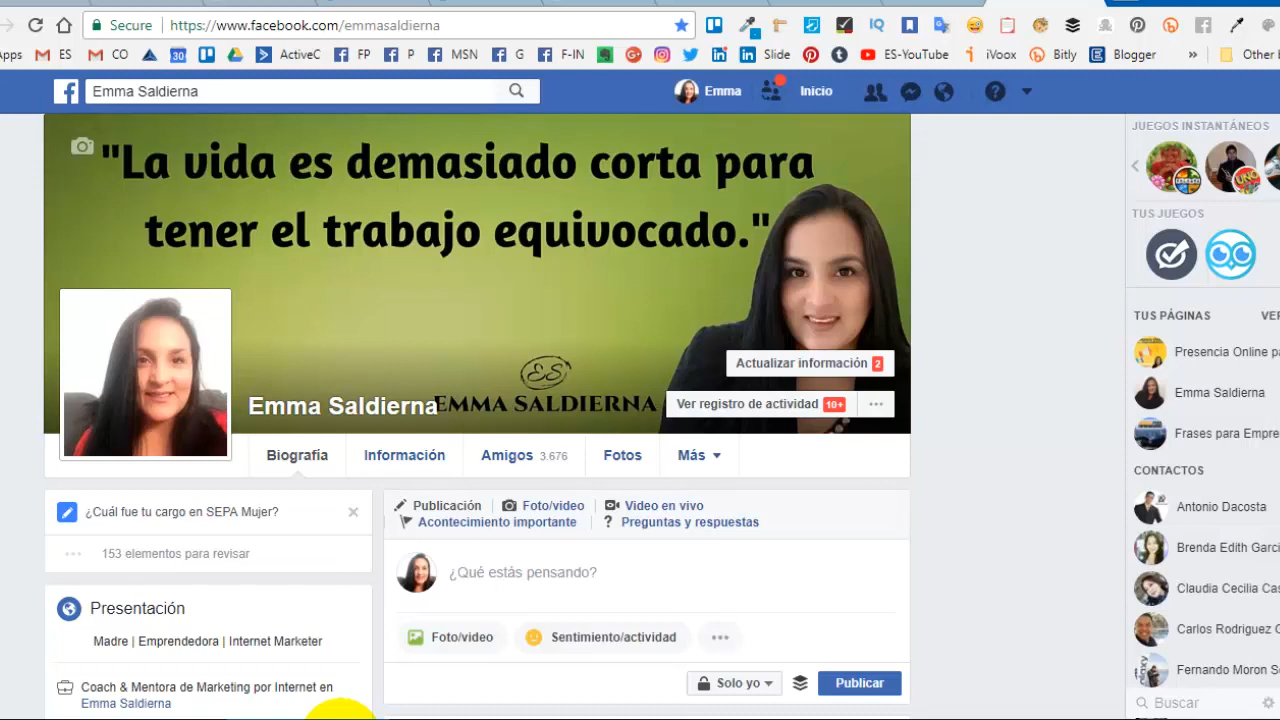 Secure
https://www.facebook.com/emmasaldierna
Apps
ES
CO
30
ActiveC
FP
P
MSN
G
F-IN
Slide
ES-YouTube
iVoox
Bitly
Blogger
»
Other
Emma Saldierna
Emma
Inicio
"La vida es demasiado corta para
tener el trabajo equivocado."
ES
EMMA SALDIERNA
Emma Saldierna
Actualizar información 2
Ver registro de actividad 10+ ...
Biografía
Información
Amigos 3.676
Fotos
Más
¿Cuál fue tu cargo en SEPA Mujer?
153 elementos para revisar
Presentación
Madre | Emprendedora | Internet Marketer
Coach & Mentora de Marketing por Internet en
Emma Saldierna
Publicación
Foto/video
Video en vivo
Acontecimiento importante
? Preguntas y respuestas
¿Qué estás pensando?
Foto/video
Sentimiento/actividad
Solo yo
Publicar
JUEGOS INSTANTÁNEOS
UNO
TUS JUEGOS
TUS PÁGINAS
VER
Presencia Online pa
Emma Saldierna
Frases para Empre
CONTACTOS
Antonio Dacosta
Brenda Edith Garci
Claudia Cecilia Cas
Carlos Rodriguez G
Fernando Moron S
Buscar